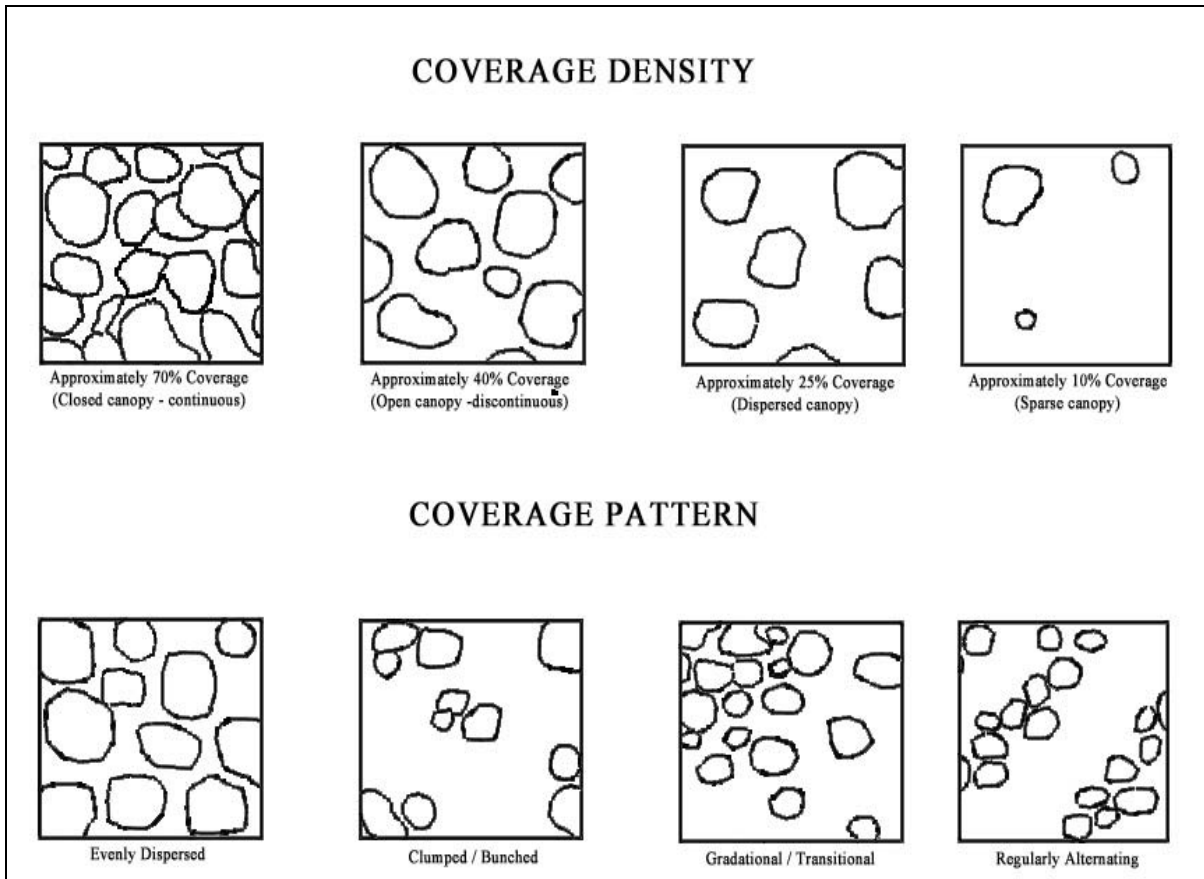 COVERAGE DENSITY
Approximately 70% Coverage
(Closed canopy - continuous)
Approximately 40% Coverage
(Open canopy -discontinuous)
Approximately 25% Coverage
(Dispersed canopy)
Approximately 10% Coverage
(Sparse canopy)
COVERAGE PATTERN
Evenly Dispersed
Clumped / Bunched
Gradational / Transitional
Regularly Alternating